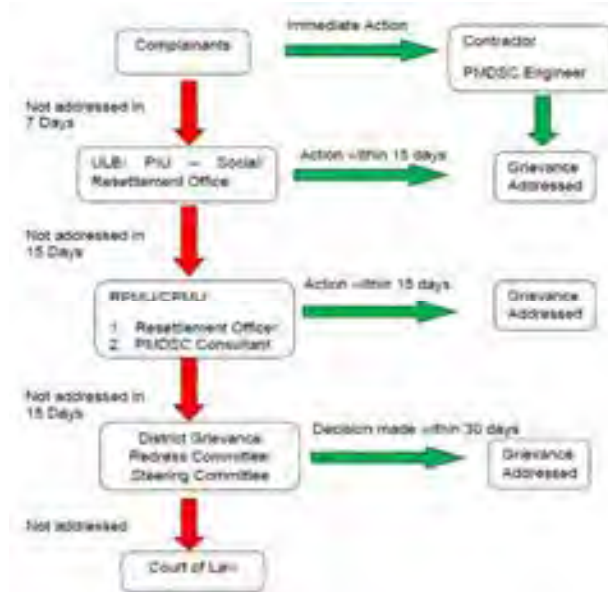 Complainants
Immediate Action
Contractor
PMDSC Engineer
Not addressed in
7 Days
ULB: PIU – Social
Resettlement Office
Action within 15 days
Grievance
Addressed
Not addressed in
15 Days
RPMU/CPMU
1. Resettlement Officer
2. PMDSC Consultant
Action within 15 days
Grievance
Addressed
Not addressed in
15 Days
District Grievance
Redress Committee
Steering Committee
Decision made within 30 days
Grievance
Addressed
Not addressed
Court of Law